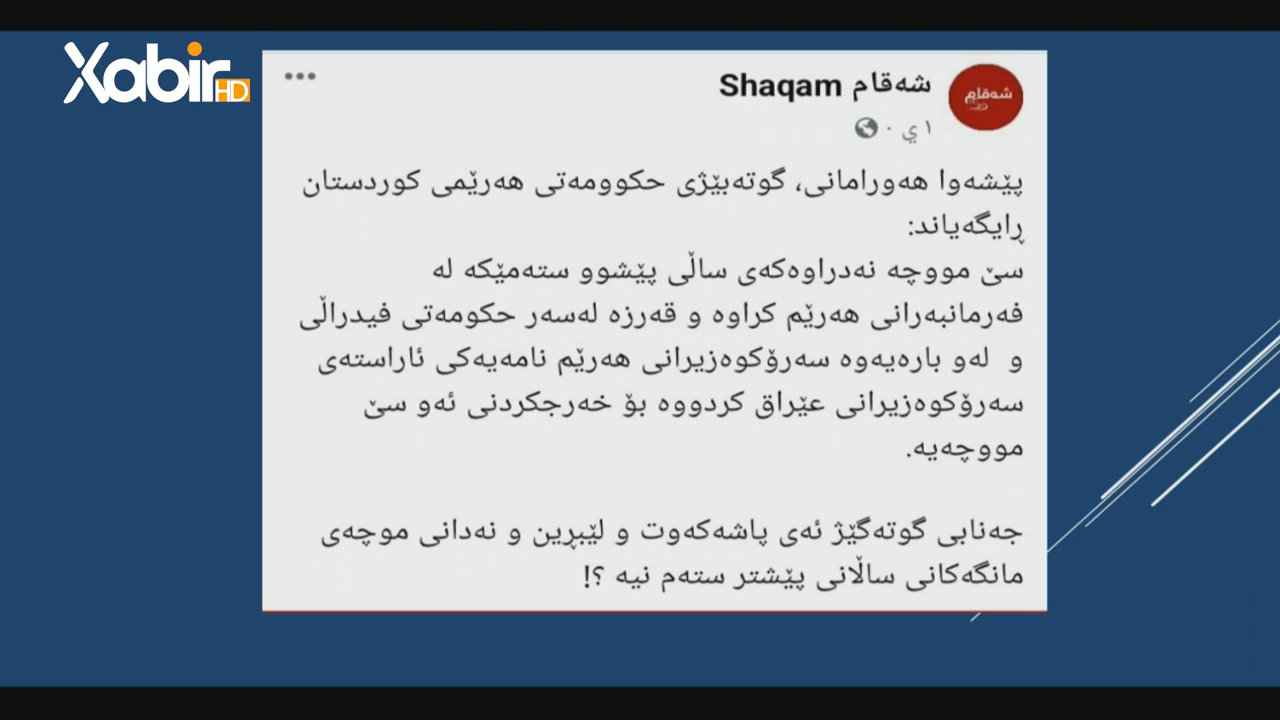 Xabir HD
شەقام Shaqam
شەقام
١ ي ·
پێشەوا هەورامانی، گوتەبێژی حکوومەتی هەرێمی کوردستان
ڕایگەیاند:
سێ مووچە نەدراوەکەی ساڵی پێشوو ستەمێکە لە
فەرمانبەرانی هەرێم کراوە و قەرزە لەسەر حکومەتی فیدراڵی
و لەو بارەیەوە سەرۆکوەزیرانی هەرێم نامەیەکی ئاراستەی
سەرۆکوەزیرانی عێراق کردووە بۆ خەرجکردنی ئەو سێ
مووچەیە.
جەنابی گوتەگێژ ئەی پاشەکەوت و لێبڕین و نەدانی موچەی
مانگەکانی ساڵانی پێشتر ستەم نیە ؟!